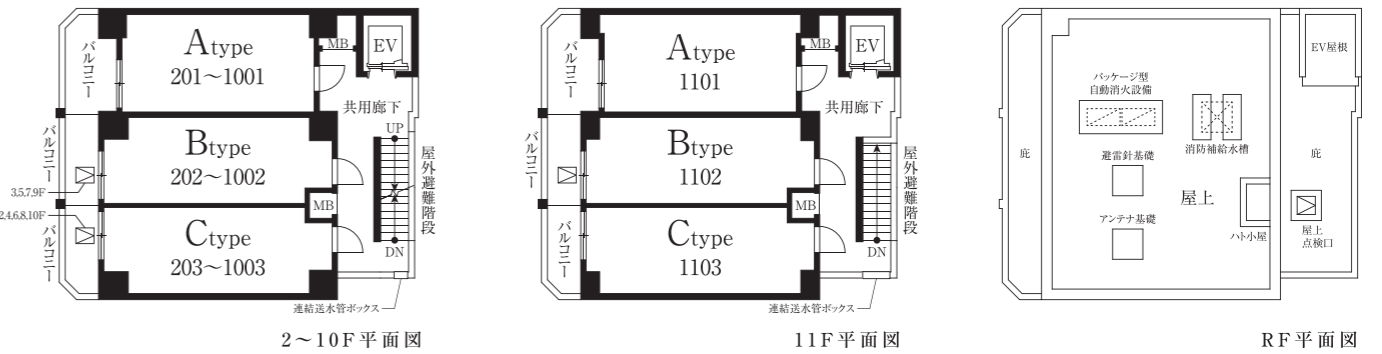 バルコニー
Atype
201～1001
MB
EV
共用廊下
バルコニー
Btype
202～1002
UP
屋外避難階段
3,5,7,9F
2,4,6,8,10F
MB
バルコニー
Ctype
203～1003
DN
連結送水管ボックス
2～10F平面図
バルコニー
Atype
1101
MB
EV
共用廊下
バルコニー
Btype
1102
屋外避難階段
MB
バルコニー
Ctype
1103
DN
連結送水管ボックス
11F平面図
EV屋根
パッケージ型
自動消火設備
消防補給水槽
庇
庇
避雷針基礎
屋上
アンテナ基礎
ハト小屋
屋上
点検口
RF平面図